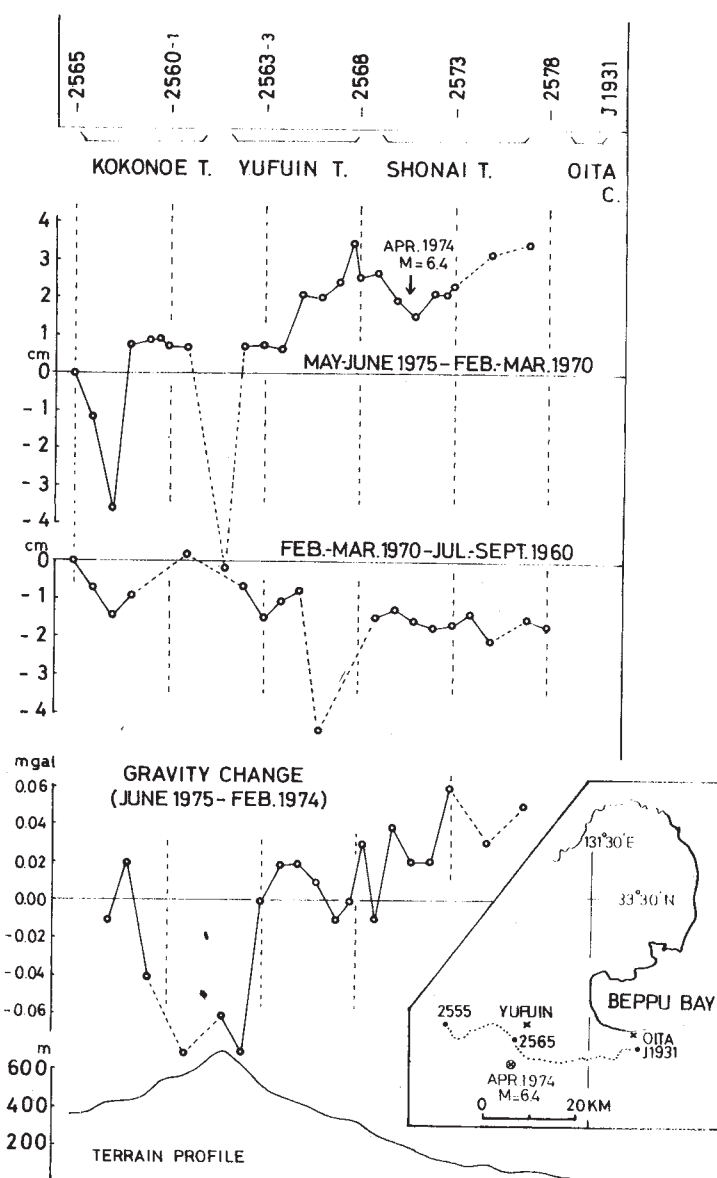 2565
2560-1
2563-3
2568
2573
2578
J 1931
KOKONOE T. YUFUIN T. SHONAI T. OITA C.
4
3
2
1
cm
0
-1
-2
-3
-4
APR. 1974
M=6.4
MAY-JUNE 1975-FEB.-MAR.1970
cm
0
-1
-2
-3
-4
FEB.-MAR.1970-JUL.-SEPT.1960
mgal
0.06
0.04
0.02
0.00
-0.02
-0.04
-0.06
GRAVITY CHANGE
(JUNE 1975-FEB.1974)
m
600
400
200
TERRAIN PROFILE
131°30'E
33°30'N
BEPPU BAY
2555
YUFUIN
2565
OITA
J1931
APR.1974
M=6.4
0 20 KM